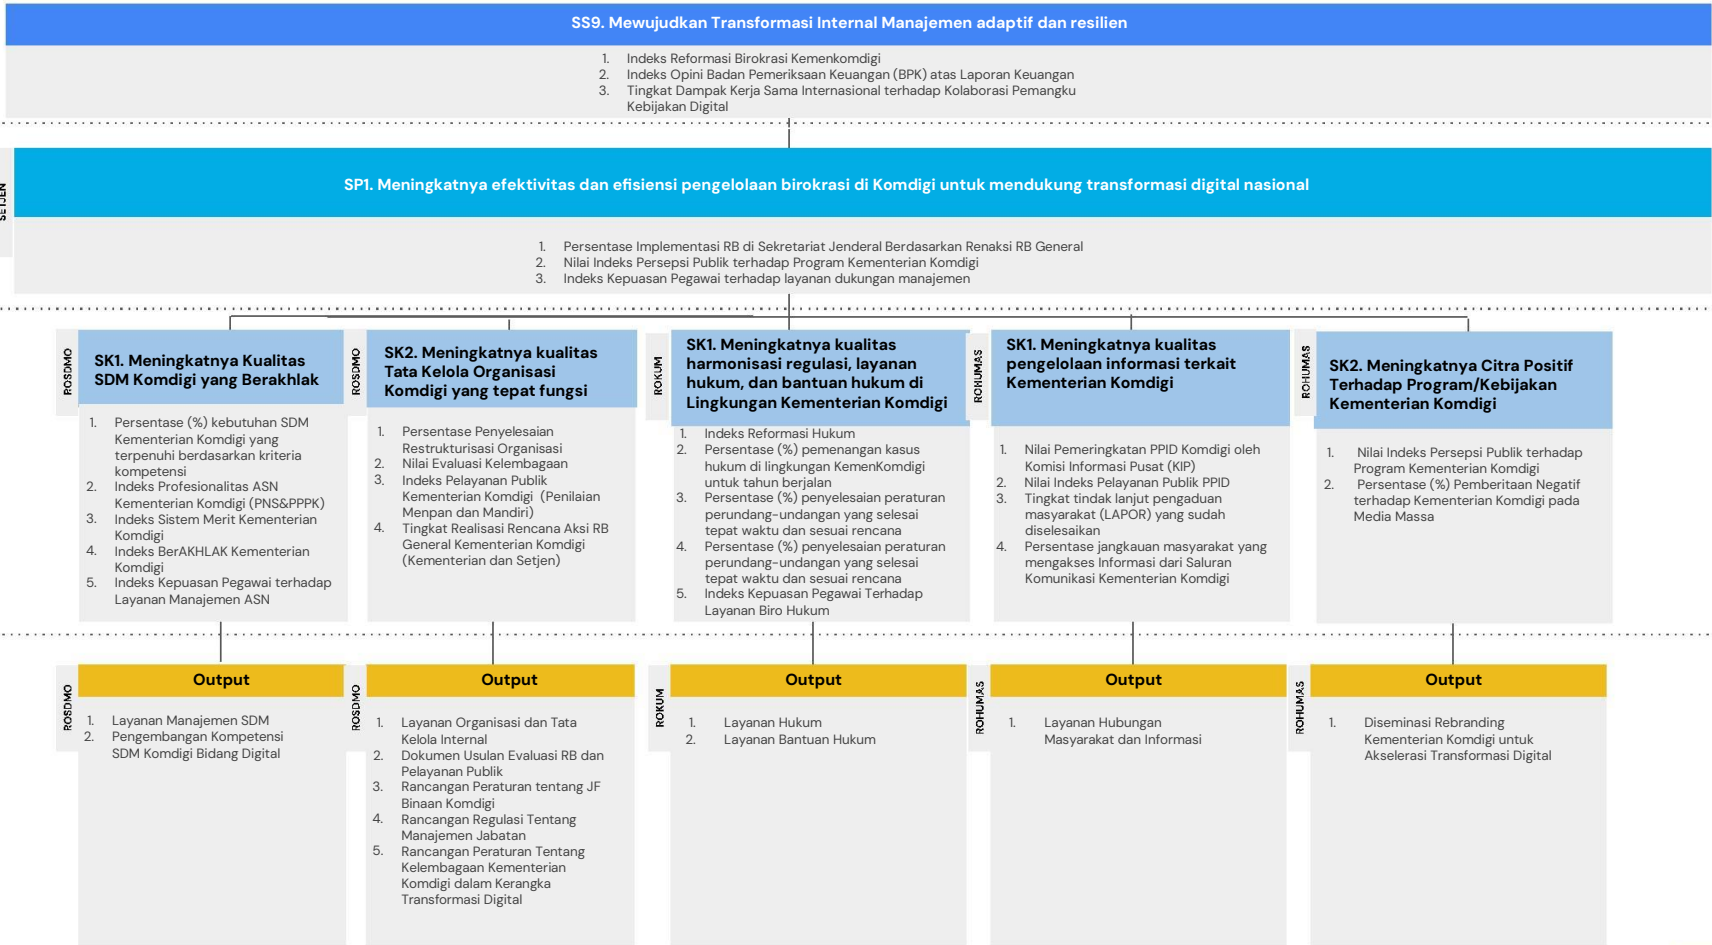 SS9. Mewujudkan Transformasi Internal Manajemen adaptif dan resilien
1. Indeks Reformasi Birokrasi Kemenkomdigi
2. Indeks Opini Badan Pemeriksaan Keuangan (BPK) atas Laporan Keuangan
3. Tingkat Dampak Kerja Sama Internasional terhadap Kolaborasi Pemangku
Kebijakan Digital
SETJEN
SP1. Meningkatnya efektivitas dan efisiensi pengelolaan birokrasi di Komdigi untuk mendukung transformasi digital nasional
1. Persentase Implementasi RB di Sekretariat Jenderal Berdasarkan Renaksi RB General
2. Nilai Indeks Persepsi Publik terhadap Program Kementerian Komdigi
3. Indeks Kepuasan Pegawai terhadap layanan dukungan manajemen
ROSDMO
SK1. Meningkatnya Kualitas
SDM Komdigi yang Berakhlak
1. Persentase (%) kebutuhan SDM
Kementerian Komdigi yang
terpenuhi berdasarkan kriteria
kompetensi
2. Indeks Profesionalitas ASN
Kementerian Komdigi (PNS&PPPK)
3. Indeks Sistem Merit Kementerian
Komdigi
4. Indeks BerAKHLAK Kementerian
Komdigi
5. Indeks Kepuasan Pegawai terhadap
Layanan Manajemen ASN
ROSDMO
SK2. Meningkatnya kualitas
Tata Kelola Organisasi
Komdigi yang tepat fungsi
1. Persentase Penyelesaian
Restrukturisasi Organisasi
2. Nilai Evaluasi Kelembagaan
3. Indeks Pelayanan Publik
Kementerian Komdigi (Penilaian
Menpan dan Mandiri)
4. Tingkat Realisasi Rencana Aksi RB
General Kementerian Komdigi
(Kementerian dan Setjen)
ROKUM
SK1. Meningkatnya kualitas
harmonisasi regulasi, layanan
hukum, dan bantuan hukum di
Lingkungan Kementerian Komdigi
1. Indeks Reformasi Hukum
2. Persentase (%) pemenangan kasus
hukum di lingkungan KemenKomdigi
untuk tahun berjalan
3. Persentase (%) penyelesaian peraturan
perundang-undangan yang selesai
tepat waktu dan sesuai rencana
4. Persentase (%) penyelesaian peraturan
perundang-undangan yang selesai
tepat waktu dan sesuai rencana
5. Indeks Kepuasan Pegawai Terhadap
Layanan Biro Hukum
ROHUMAS
SK1. Meningkatnya kualitas
pengelolaan informasi terkait
Kementerian Komdigi
1. Nilai Pemeringkatan PPID Komdigi oleh
Komisi Informasi Pusat (KIP)
2. Nilai Indeks Pelayanan Publik PPID
3. Tingkat tindak lanjut pengaduan
masyarakat (LAPOR) yang sudah
diselesaikan
4. Persentase jangkauan masyarakat yang
mengakses Informasi dari Saluran
Komunikasi Kementerian Komdigi
ROHUMAS
SK2. Meningkatnya Citra Positif
Terhadap Program/Kebijakan
Kementerian Komdigi
1. Nilai Indeks Persepsi Publik terhadap
Program Kementerian Komdigi
2. Persentase (%) Pemberitaan Negatif
terhadap Kementerian Komdigi pada
Media Massa
ROSDMO
Output
1. Layanan Manajemen SDM
2. Pengembangan Kompetensi
SDM Komdigi Bidang Digital
ROSDMO
Output
1. Layanan Organisasi dan Tata
Kelola Internal
2. Dokumen Usulan Evaluasi RB dan
Pelayanan Publik
3. Rancangan Peraturan tentang JF
Binaan Komdigi
4. Rancangan Regulasi Tentang
Manajemen Jabatan
5. Rancangan Peraturan Tentang
Kelembagaan Kementerian
Komdigi dalam Kerangka
Transformasi Digital
ROKUM
Output
1. Layanan Hukum
2. Layanan Bantuan Hukum
ROHUMAS
Output
1. Layanan Hubungan
Masyarakat dan Informasi
ROHUMAS
Output
1. Diseminasi Rebranding
Kementerian Komdigi untuk
Akselerasi Transformasi Digital